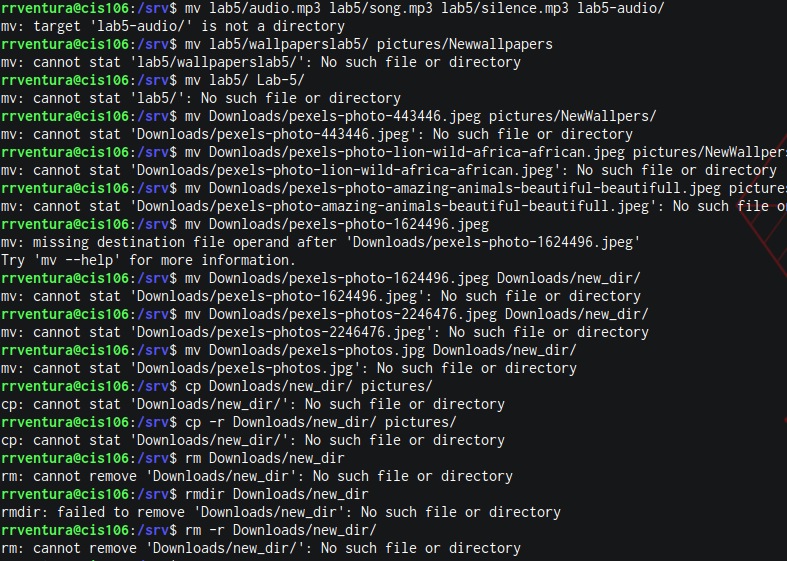 rrventura@cis106:/srv$ mv lab5/audio.mp3 lab5/song.mp3 lab5/silence.mp3 lab5-audio/
mv: target 'lab5-audio/' is not a directory
rrventura@cis106:/srv$ mv lab5/wallpaperslab5/ pictures/Newwallpapers
mv: cannot stat 'lab5/wallpaperslab5/': No such file or directory
rrventura@cis106:/srv$ mv lab5/ Lab-5/
mv: cannot stat 'lab5/': No such file or directory
rrventura@cis106:/srv$ mv Downloads/pexels-photo-443446.jpeg pictures/NewWallpers/
mv: cannot stat 'Downloads/pexels-photo-443446.jpeg': No such file or directory
rrventura@cis106:/srv$ mv Downloads/pexels-photo-lion-wild-africa-african.jpeg pictures/NewWallpers
mv: cannot stat 'Downloads/pexels-photo-lion-wild-africa-african.jpeg': No such file or directory
rrventura@cis106:/srv$ mv Downloads/pexels-photo-amazing-animals-beautiful-beautifull.jpeg pictures
mv: cannot stat 'Downloads/pexels-photo-amazing-animals-beautiful-beautifull.jpeg': No such file o
rrventura@cis106:/srv$ mv Downloads/pexels-photo-1624496.jpeg
mv: missing destination file operand after 'Downloads/pexels-photo-1624496.jpeg'
Try 'mv --help' for more information.
rrventura@cis106:/srv$ mv Downloads/pexels-photo-1624496.jpeg Downloads/new_dir/
mv: cannot stat 'Downloads/pexels-photo-1624496.jpeg': No such file or directory
rrventura@cis106:/srv$ mv Downloads/pexels-photos-2246476.jpeg Downloads/new_dir/
mv: cannot stat 'Downloads/pexels-photos-2246476.jpeg': No such file or directory
rrventura@cis106:/srv$ mv Downloads/pexels-photos.jpg Downloads/new_dir/
mv: cannot stat 'Downloads/pexels-photos.jpg': No such file or directory
rrventura@cis106:/srv$ cp Downloads/new_dir/ pictures/
cp: cannot stat 'Downloads/new_dir/': No such file or directory
rrventura@cis106:/srv$ cp -r Downloads/new_dir/ pictures/
cp: cannot stat 'Downloads/new_dir/': No such file or directory
rrventura@cis106:/srv$ rm Downloads/new_dir
rm: cannot remove 'Downloads/new_dir': No such file or directory
rrventura@cis106:/srv$ rmdir Downloads/new_dir
rmdir: failed to remove 'Downloads/new_dir': No such file or directory
rrventura@cis106:/srv$ rm -r Downloads/new_dir/
rm: cannot remove 'Downloads/new_dir/': No such file or directory